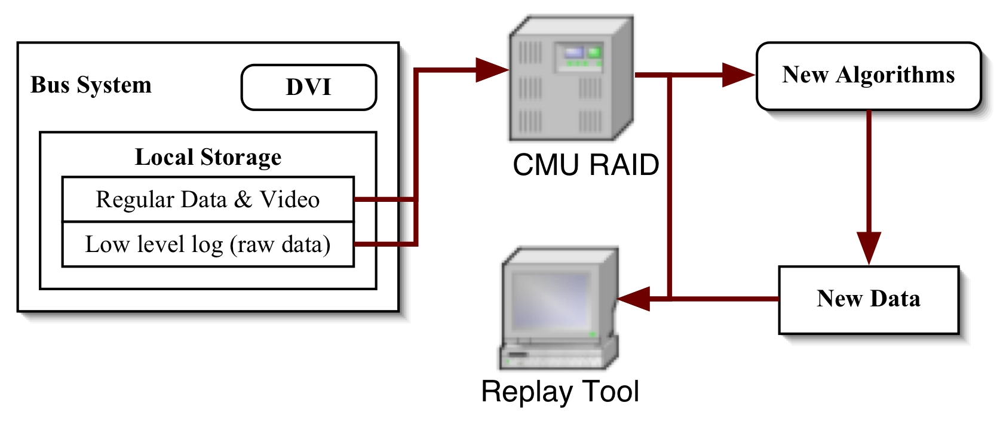 Bus System
DVI
Local Storage
Regular Data & Video
Low level log (raw data)
CMU RAID
New Algorithms
New Data
Replay Tool